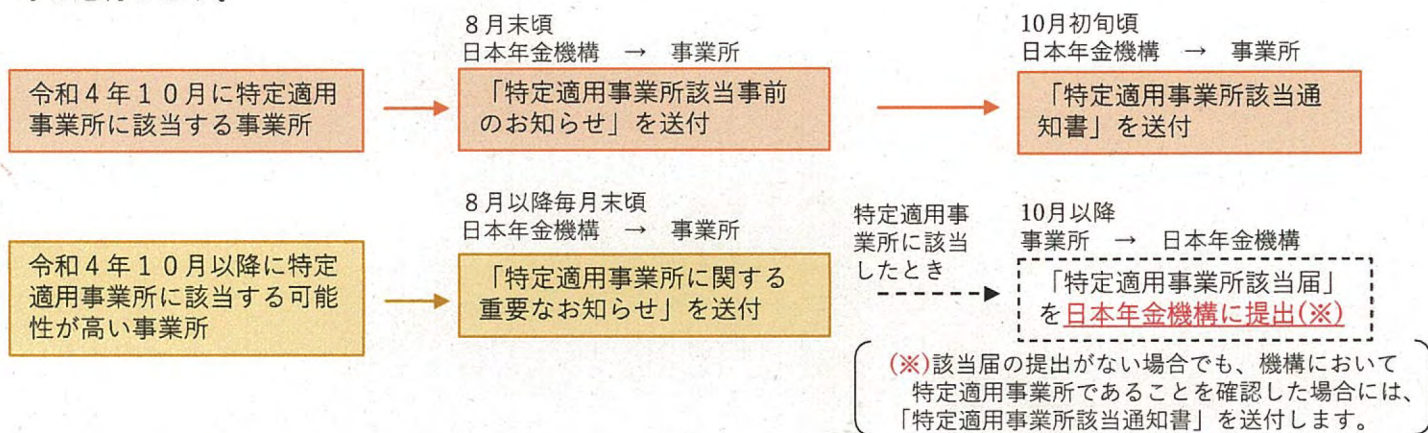 8月末頃
日本年金機構 → 事業所
10月初旬頃
日本年金機構 → 事業所
令和4年10月に特定適用
事業所に該当する事業所
「特定適用事業所該当事前
のお知らせ」を送付
「特定適用事業所該当通
知書」を送付
8月以降毎月末頃
日本年金機構 → 事業所
特定適用事
業所に該当
したとき
10月以降
事業所 → 日本年金機構
令和4年10月以降に特定
適用事業所に該当する可能
性が高い事業所
「特定適用事業所に関する
重要なお知らせ」を送付
「特定適用事業所該当届」
を日本年金機構に提出(※)
(※)該当届の提出がない場合でも、機構において
特定適用事業所であることを確認した場合には、
「特定適用事業所該当通知書」を送付します。